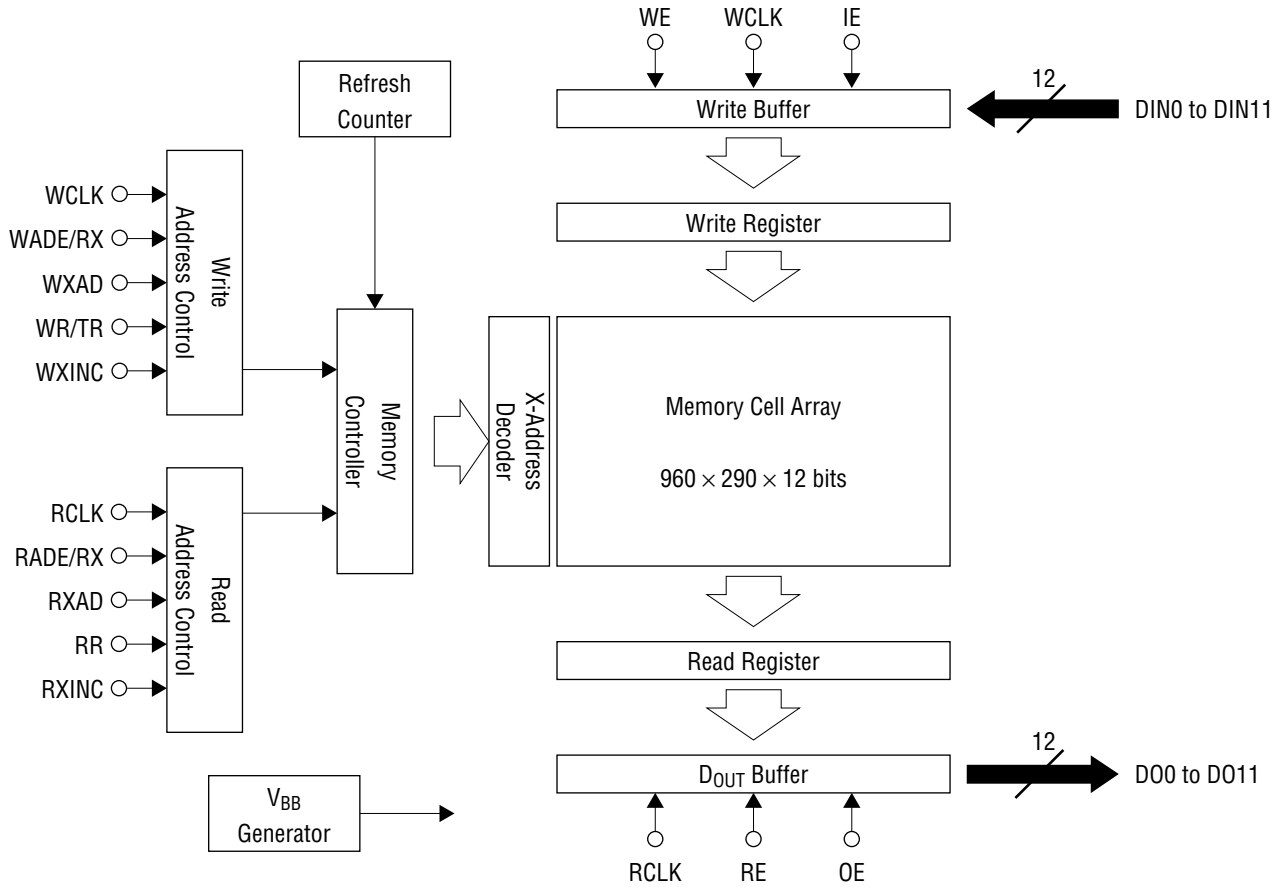 WE
WCLK
IE
Refresh
Counter
12
Write Buffer
DIN0 to DIN11
WCLK
WADE/RX
WXAD
WR/TR
WXINC
Write
Address Control
Write Register
Memory
Controller
X-Address
Decoder
Memory Cell Array
960 × 290 × 12 bits
RCLK
RADE/RX
RXAD
RR
RXINC
Read
Address Control
Read Register
12
DOUT Buffer
DO0 to DO11
VBB
Generator
RCLK
RE
OE